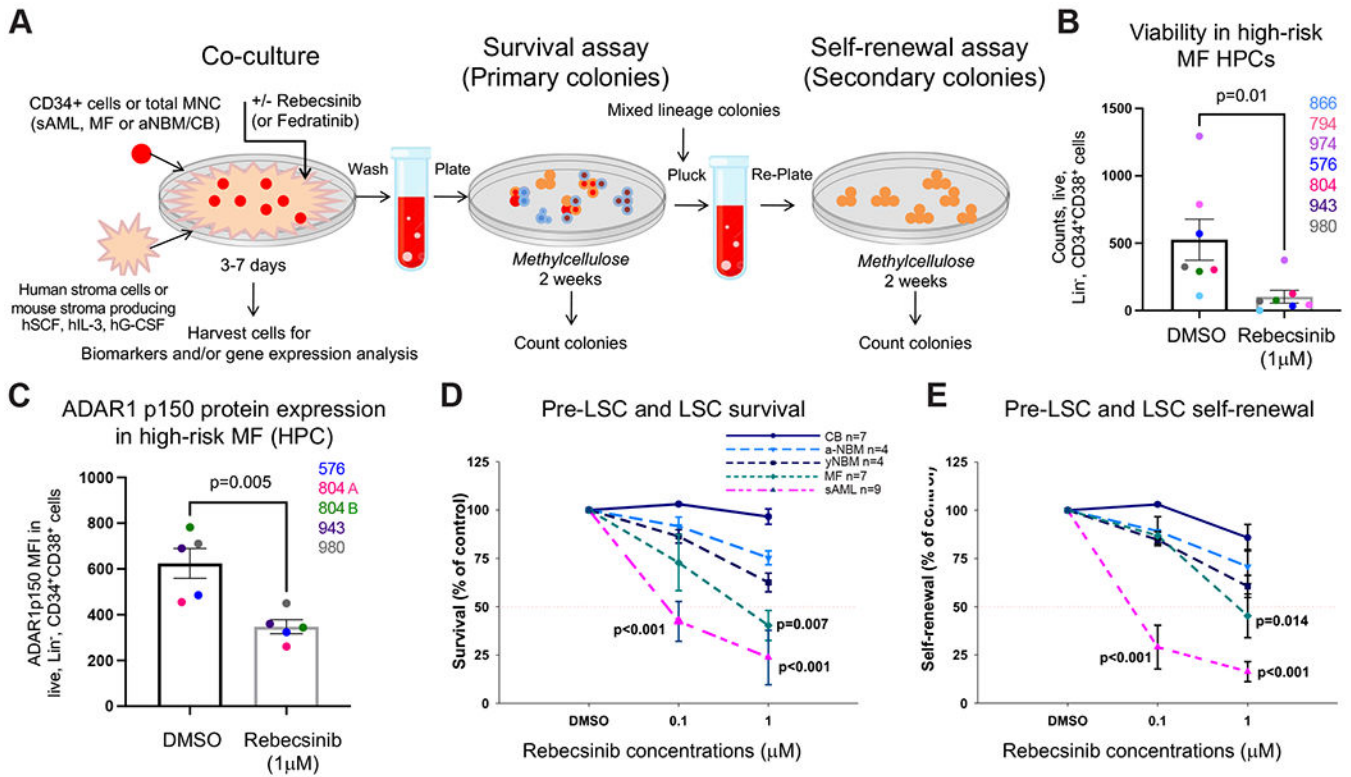 A
Co-culture
CD34+ cells or total MNC
(sAML, MF or aNBM/CB)
+/- Rebecsinib
(or Fedratinib)
Wash
Plate
3-7 days
Human stroma cells or
mouse stroma producing
hSCF, hIL-3, hG-CSF
Harvest cells for
Biomarkers and/or gene expression analysis
Survival assay
(Primary colonies)
Mixed lineage colonies
Pluck
Re-Plate
Methylcellulose
2 weeks
Count colonies
Self-renewal assay
(Secondary colonies)
Methylcellulose
2 weeks
Count colonies
B
Viability in high-risk
MF HPCs
p=0.01
866
794
974
576
804
943
980
Counts, live,
Lin⁻, CD34⁺CD38⁺ cells
1500
1000
500
0
DMSO
Rebecsinib
(1μM)
C
ADAR1 p150 protein expression
in high-risk MF (HPC)
p=0.005
576
804 A
804 B
943
980
ADAR1p150 MFI in
live, Lin⁻, CD34⁺CD38⁺ cells
1000
800
600
400
200
0
DMSO
Rebecsinib
(1μM)
D
Pre-LSC and LSC survival
CB n=7
a-NBM n=4
yNBM n=4
MF n=7
sAML n=9
Survival (% of control)
125
100
75
50
25
0
p<0.001
p=0.007
p<0.001
DMSO
0.1
1
Rebecsinib concentrations (μM)
E
Pre-LSC and LSC self-renewal
Self-renewal (% of control)
125
100
75
50
25
0
p<0.001
p=0.014
p<0.001
DMSO
0.1
1
Rebecsinib concentrations (μM)